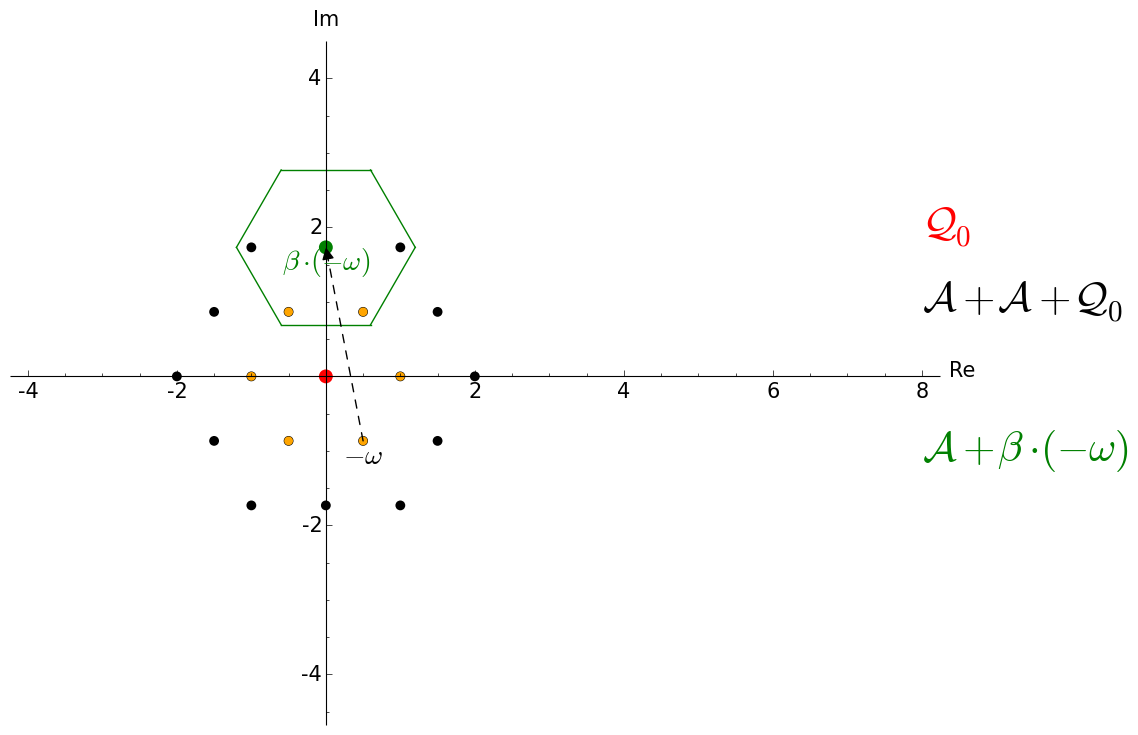 Im
4
2
β·(−ω)
𝒬₀
𝒜 + 𝒜 + 𝒬₀
Re
-4 -2 2 4 6 8
−ω
𝒜 + β·(−ω)
-2
-4